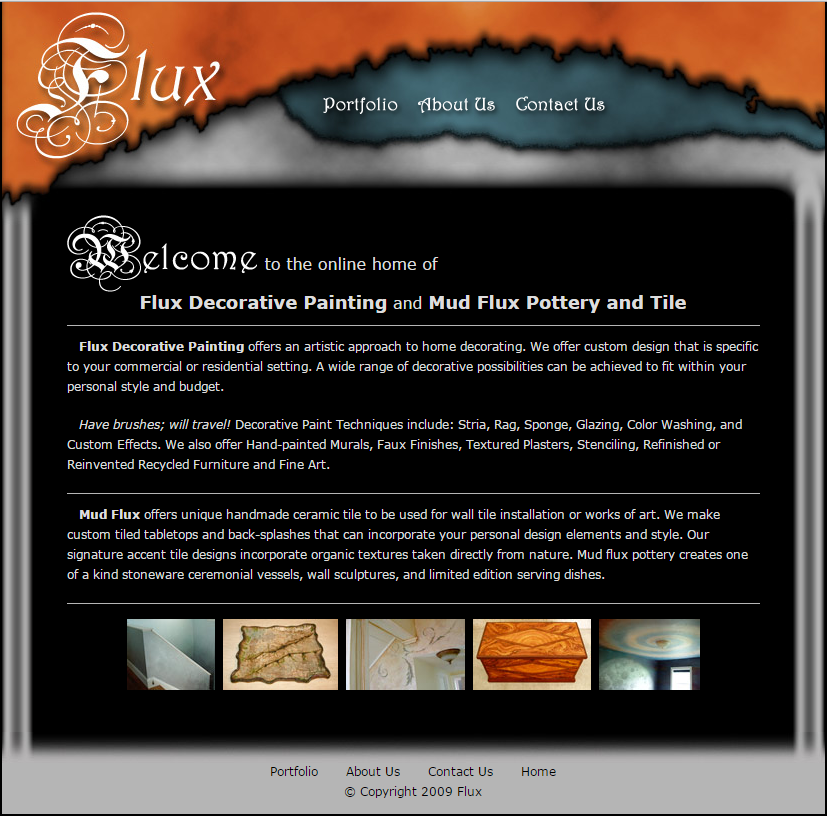 Flux
Portfolio About Us Contact Us
Welcome to the online home of
Flux Decorative Painting and Mud Flux Pottery and Tile
Flux Decorative Painting offers an artistic approach to home decorating. We offer custom design that is specific
to your commercial or residential setting. A wide range of decorative possibilities can be achieved to fit within your
personal style and budget.
Have brushes; will travel! Decorative Paint Techniques include: Stria, Rag, Sponge, Glazing, Color Washing, and
Custom Effects. We also offer Hand-painted Murals, Faux Finishes, Textured Plasters, Stenciling, Refinished or
Reinvented Recycled Furniture and Fine Art.
Mud Flux offers unique handmade ceramic tile to be used for wall tile installation or works of art. We make
custom tiled tabletops and back-splashes that can incorporate your personal design elements and style. Our
signature accent tile designs incorporate organic textures taken directly from nature. Mud flux pottery creates one
of a kind stoneware ceremonial vessels, wall sculptures, and limited edition serving dishes.
Portfolio About Us Contact Us Home
© Copyright 2009 Flux